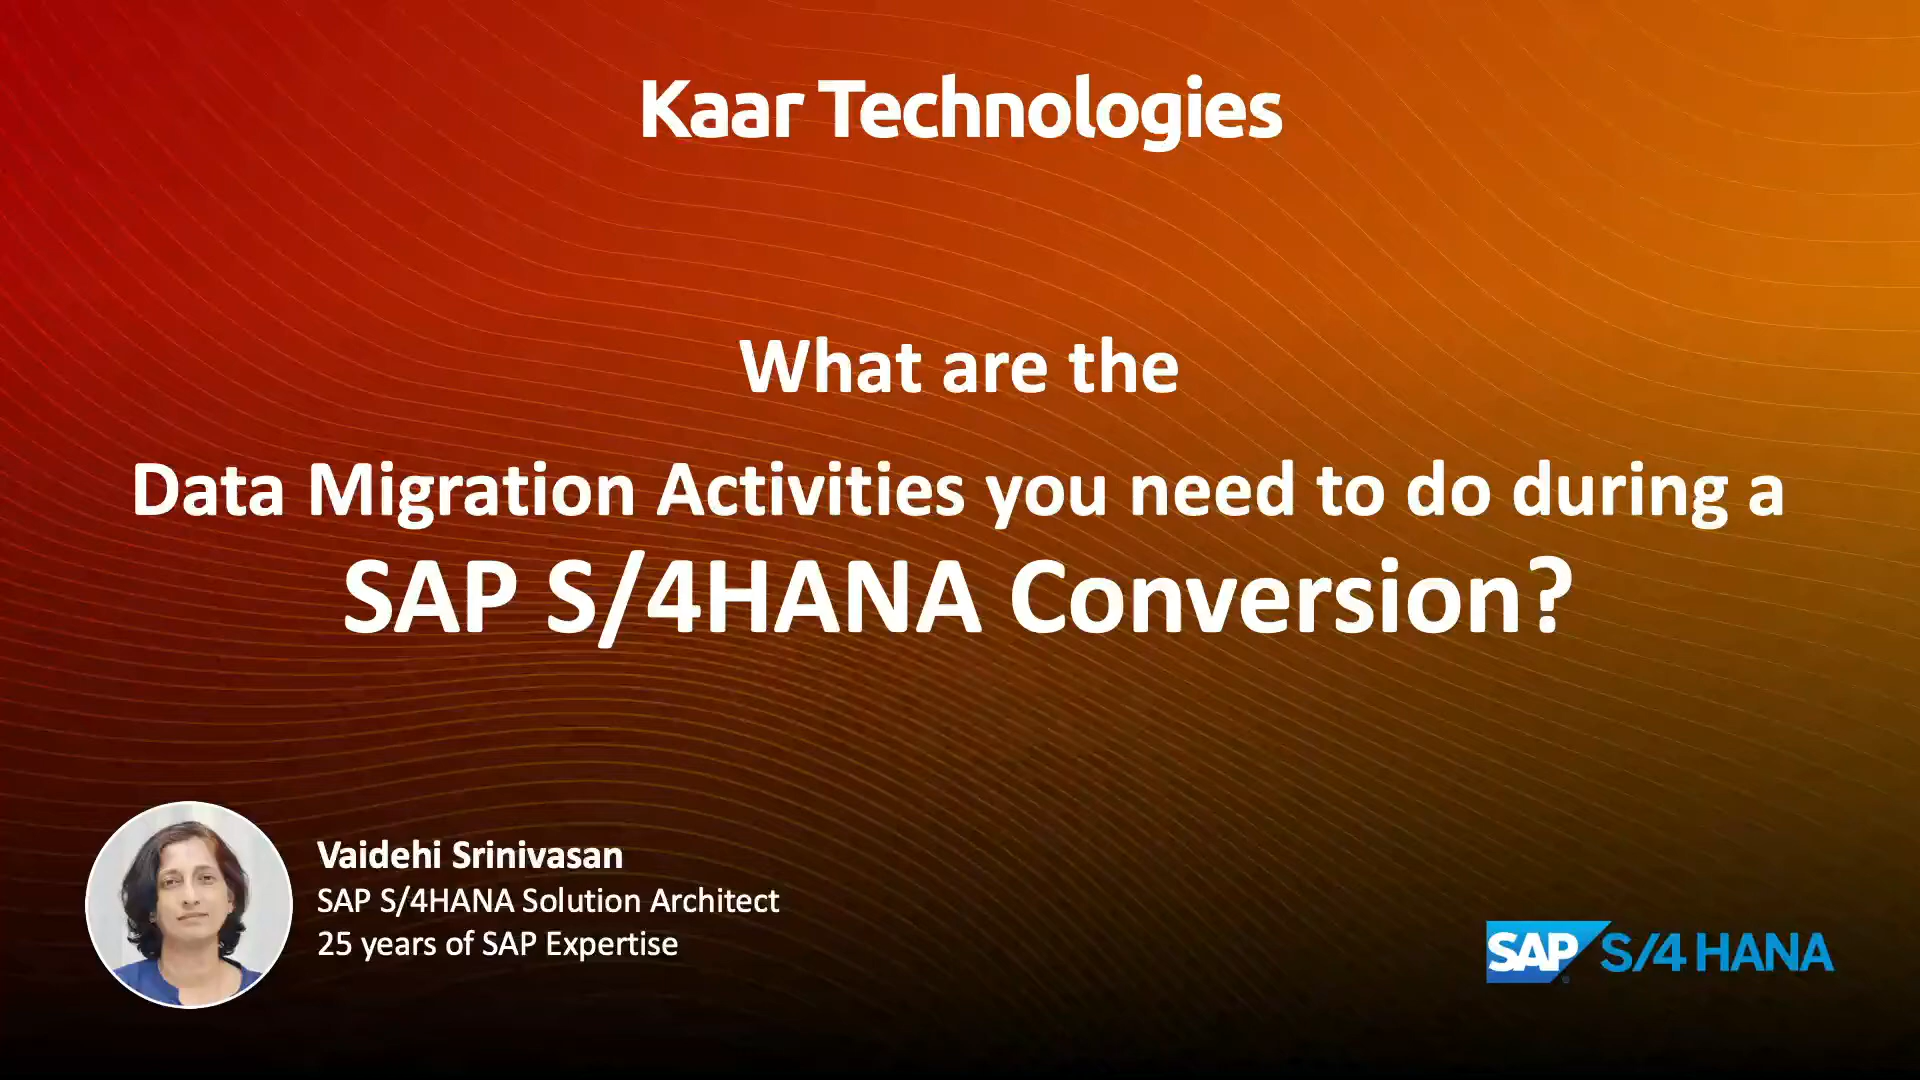 Kaar Technologies
What are the
Data Migration Activities you need to do during a
SAP S/4HANA Conversion?
Vaidehi Srinivasan
SAP S/4HANA Solution Architect
25 years of SAP Expertise
SAP S/4 HANA